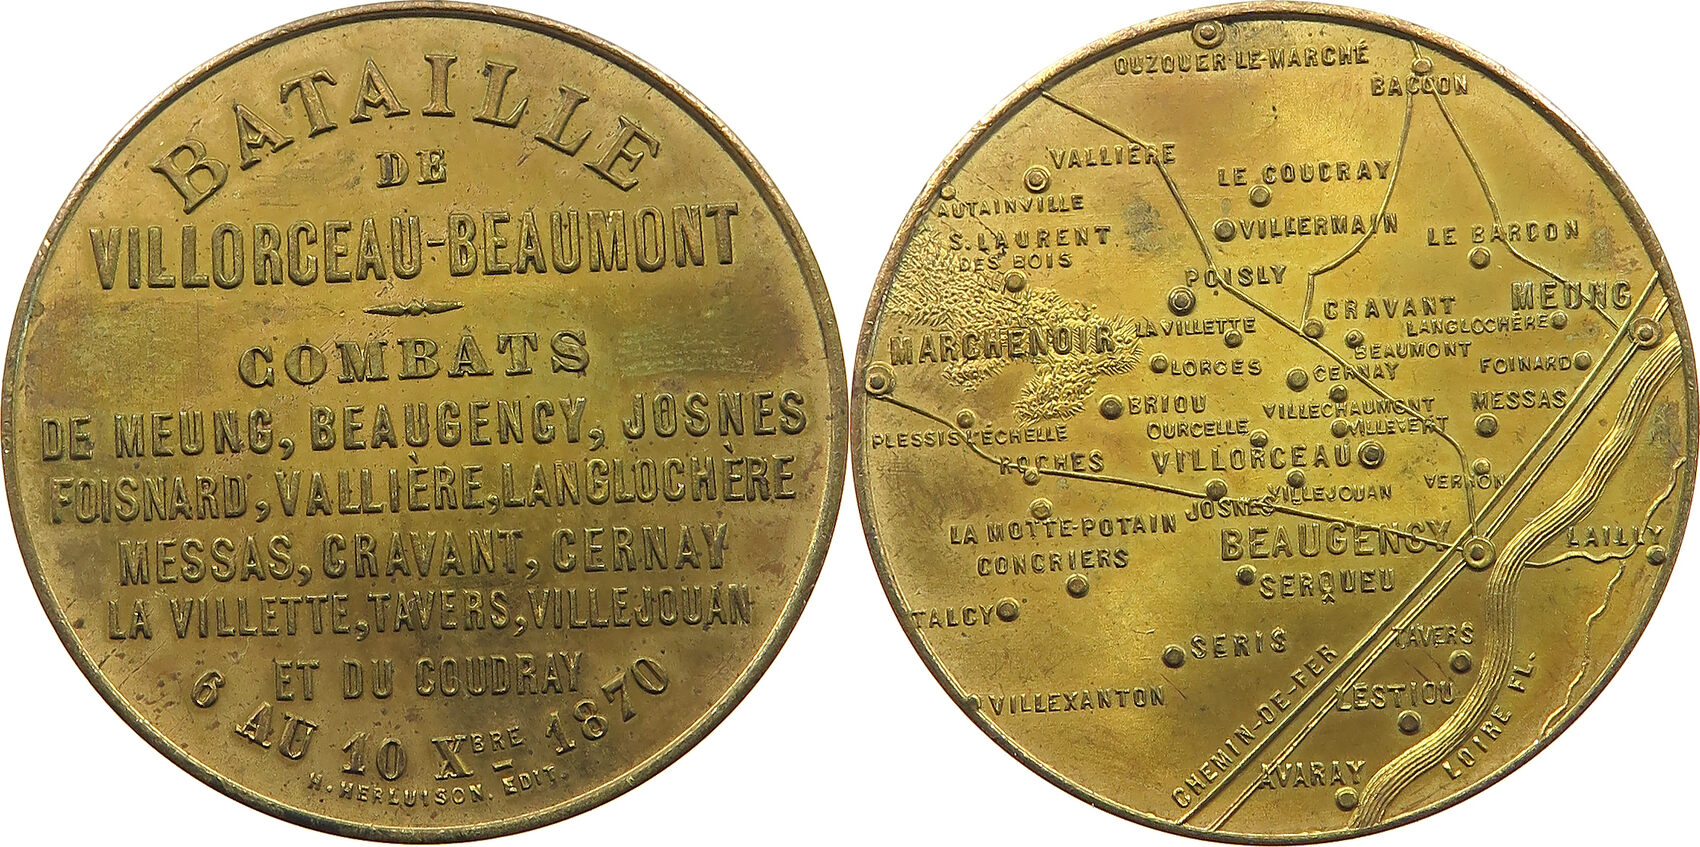 BATAILLE
DE
VILLORCEAU-BEAUMONT
COMBATS
DE MEUNG, BEAUGENCY, JOSNES
FOISNARD, VALLIÈRE, LANGLOCHÈRE
MESSAS, CRAVANT, CERNAY
LA VILLETTE, TAVERS, VILLEJOUAN
ET DU COUDRAY
6 AU 10 XBRE 1870
H. HERLUISON. EDIT.
OUZOUER-LE-MARCHÉ
BACCON
VALLIÈRE
LE COUDRAY
AUTAINVILLE
VILLERMAIN
S. LAURENT
DES BOIS
LE BARDON
POISLY
MEUNG
CRAVANT
LANGLOCHÈRE
LA VILLETTE
MARCHENOIR
BEAUMONT
FOINARD
LORGES
CERNAY
BRIOU
VILLECHAUMONT
MESSAS
PLESSIS L'ÉCHELLE
OURCELLE
VILLEVERT
ROCHES
VILLORCEAU
VERNON
VILLEJOUAN
JOSNES
LA MOTTE-POTAIN
BEAUGENCY
LAILLY
CONCRIERS
SERQUEU
TALCY
TAVERS
SERIS
VILLEXANTON
LESTIOU
CHEMIN-DE-FER
LOIRE FL.
AVARAY